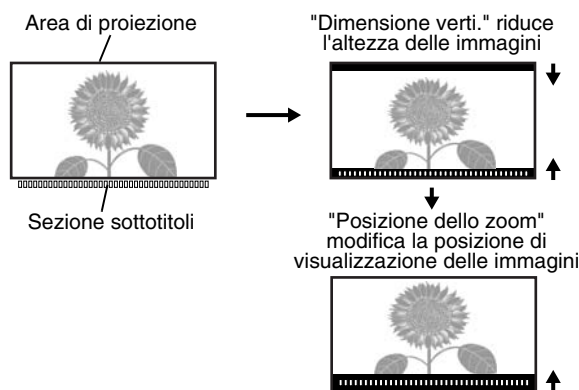 Area di proiezione
Sezione sottotitoli
"Dimensione verti." riduce
l'altezza delle immagini
"Posizione dello zoom"
modifica la posizione di
visualizzazione delle immagini